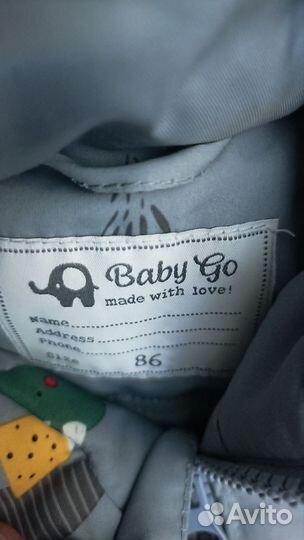 Baby Go
made with love!
Name
Address
Phone
Size 86
Avito